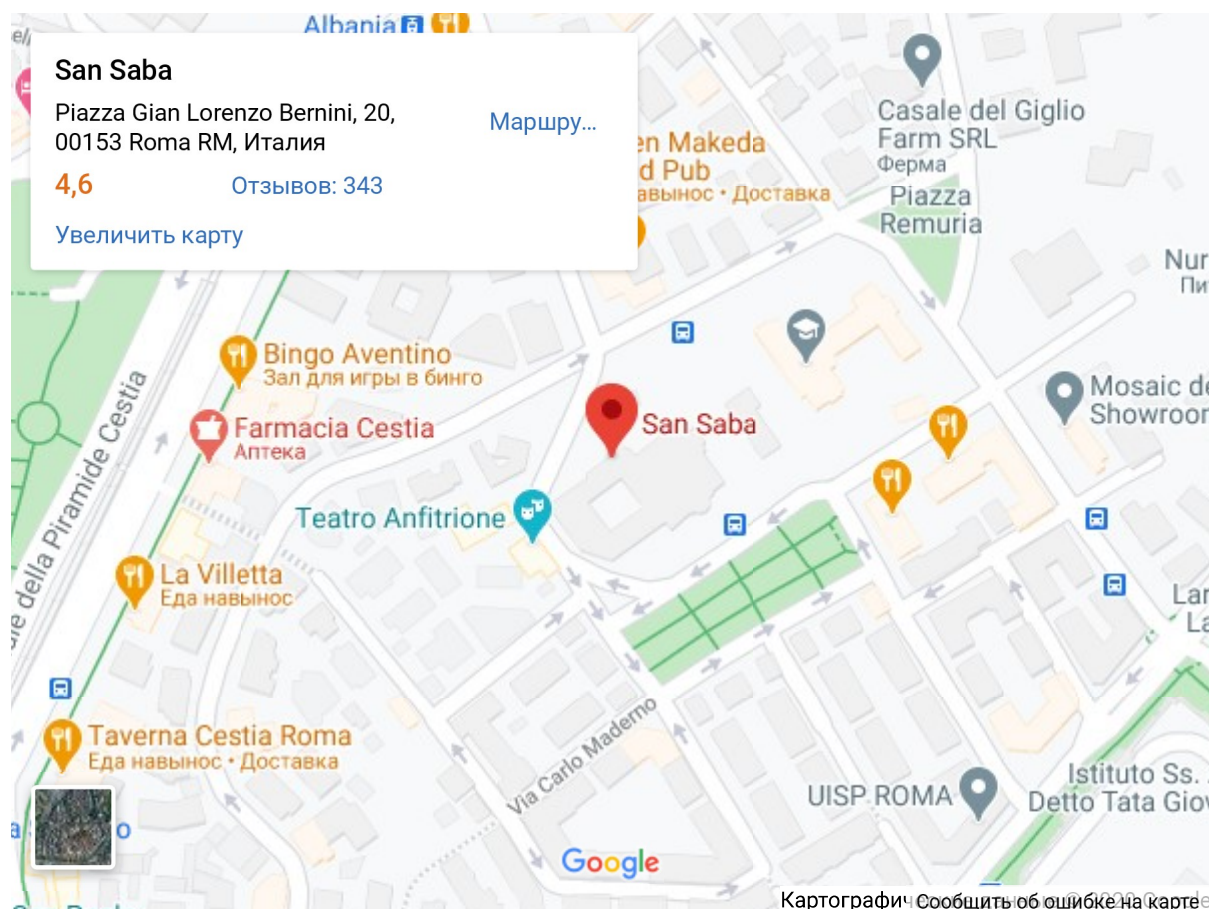 Albania
San Saba
Piazza Gian Lorenzo Bernini, 20,
00153 Roma RM, Италия
Маршру...
4,6
Отзывов: 343
Увеличить карту
Casale del Giglio
Farm SRL
Ферма
en Makeda
d Pub
авынос • Доставка
Piazza
Remuria
Nur
Пи
Bingo Aventino
Зал для игры в бинго
Farmacia Cestia
Аптека
San Saba
Mosaic de
Showroor
Teatro Anfitrione
ale della Piramide Cestia
La Villetta
Еда навынос
Lar
La
Taverna Cestia Roma
Еда навынос • Доставка
Via Carlo Maderno
UISP ROMA
Istituto Ss.
Detto Tata Giov
Google
Картографич
Сообщить об ошибке на карте